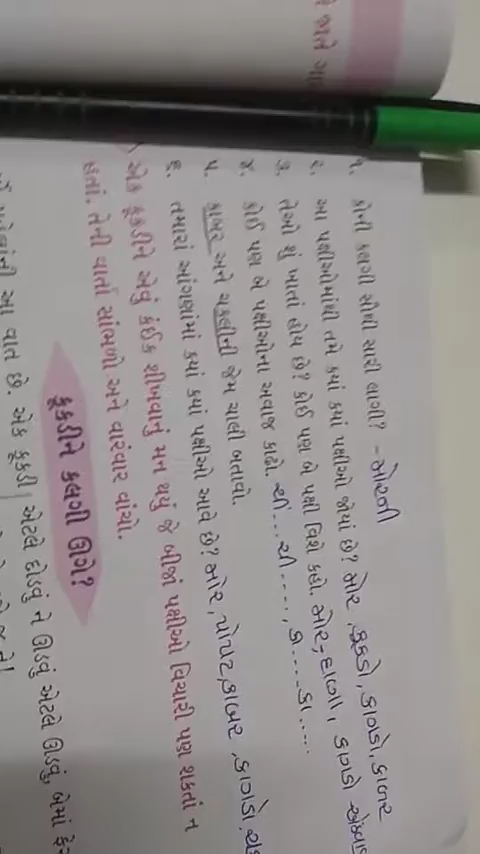 ૧. કોની કલગી સૌથી સારી લાગી? - મોરની
૨. આ પક્ષીઓમાંથી તમે ક્યાં ક્યાં પક્ષીઓ જોયાં છે? મોર, કુકડો, કાગડો, કાબર
૩. તેઓ શું ખાતાં હોય છે? કોઈ પણ બે પક્ષી વિશે કહો. મોર-દાણા, કાગડો
૪. કોઈ પણ બે પક્ષીઓના અવાજ કાઢો. ચીં...ચી....., કા....કા.....
૫. કાબર અને ચકલીની જેમ ચાલી બતાવો.
૬. તમારાં આંગણાંમાં ક્યાં ક્યાં પક્ષીઓ આવે છે? મોર, પોપટ, કાબર, કાગડો
એક કૂકડીને એવું કંઈક શીખવાનું મન થયું જે બીજાં પક્ષીઓ વિચારી પણ શકતાં ન
હતાં. તેની વાર્તા સાંભળો અને વારંવાર વાંચો.
કૂકડીને કલગી ઊગે?
આ વાત છે. એક કૂકડી એટલે દોડવું ને ઊડવું એટલે ઊડવું, બેમાં